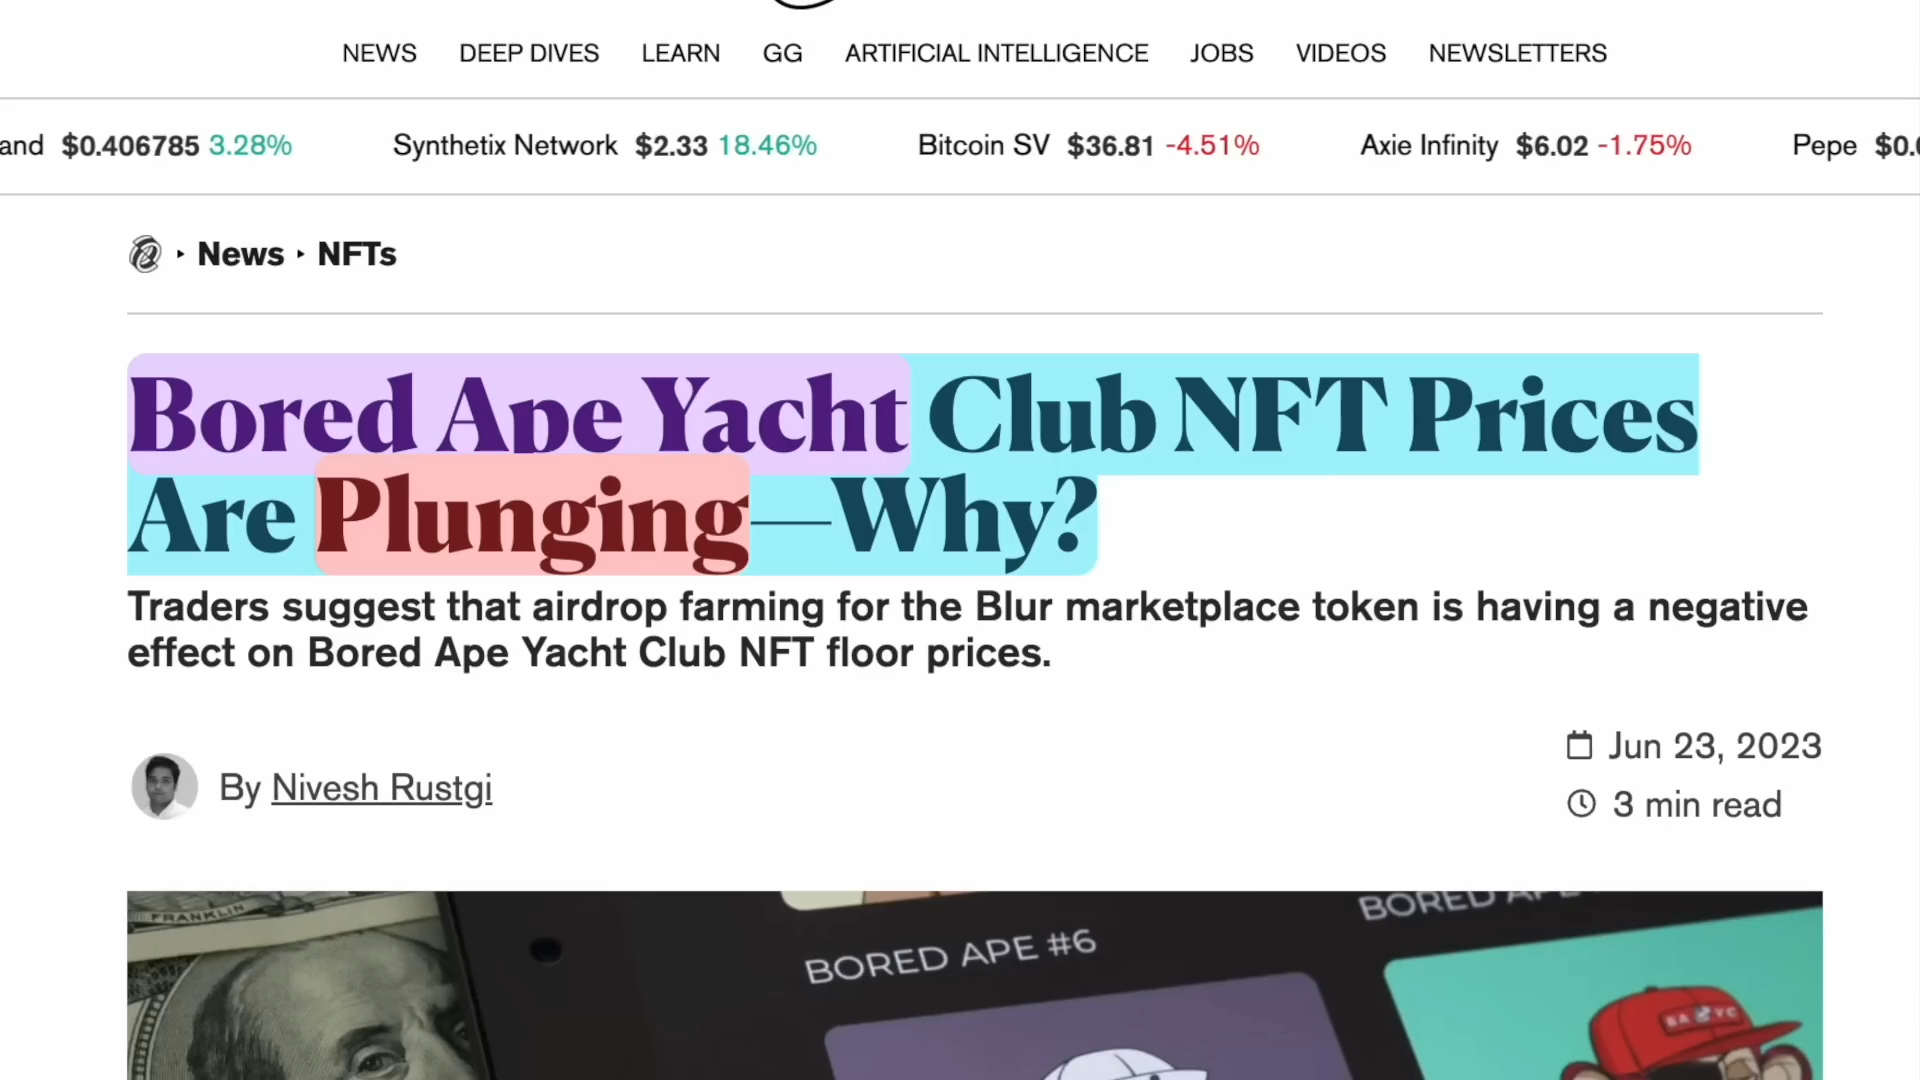 NEWS DEEP DIVES LEARN GG ARTIFICIAL INTELLIGENCE JOBS VIDEOS NEWSLETTERS
and $0.406785 3.28% Synthetix Network $2.33 18.46% Bitcoin SV $36.81 -4.51% Axie Infinity $6.02 -1.75% Pepe $0.0
News NFTs
Bored Ape Yacht Club NFT Prices
Are Plunging—Why?
Traders suggest that airdrop farming for the Blur marketplace token is having a negative
effect on Bored Ape Yacht Club NFT floor prices.
By Nivesh Rustgi
Jun 23, 2023
3 min read
FRANKLIN
BORED APE #6
BORED APE
BAYC